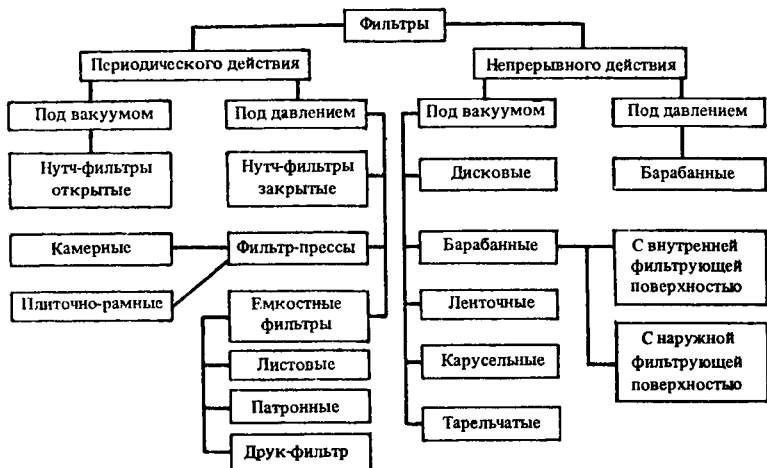 Фильтры
Периодического действия
Непрерывного действия
Под вакуумом
Под давлением
Под вакуумом
Под давлением
Нутч-фильтры
открытые
Нутч-фильтры
закрытые
Дисковые
Барабанные
Камерные
Фильтр-прессы
Барабанные
С внутренней
фильтрующей
поверхностью
Плиточно-рамные
Емкостные
фильтры
Ленточные
С наружной
фильтрующей
поверхностью
Листовые
Карусельные
Патронные
Тарельчатые
Друк-фильтр